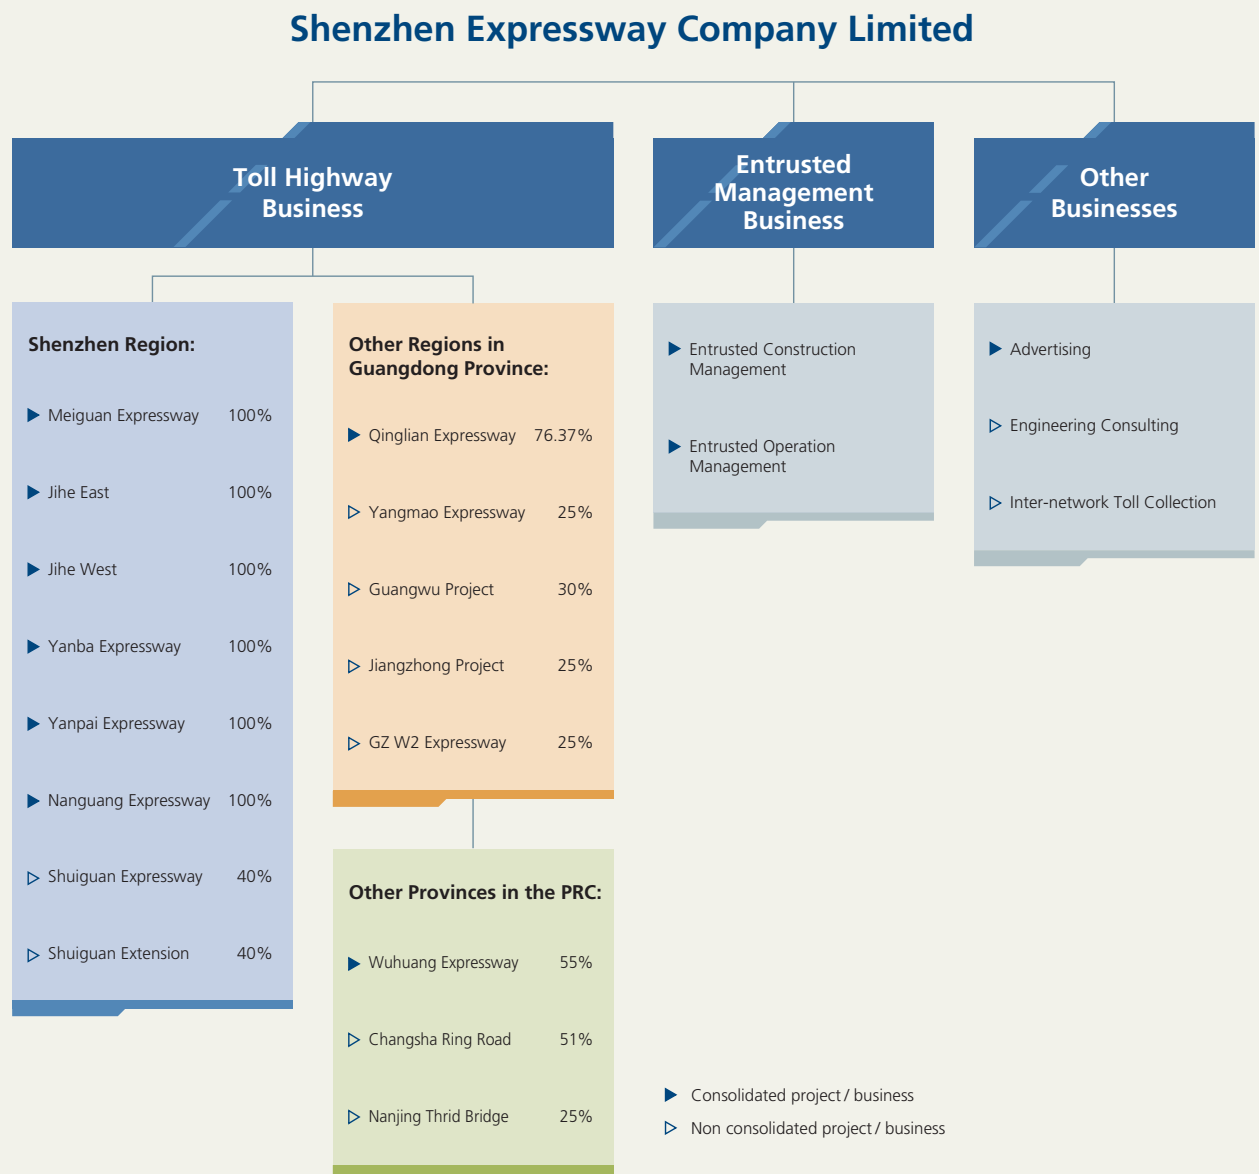 Shenzhen Expressway Company Limited
Toll Highway
Business
Entrusted
Management
Business
Other
Businesses
Shenzhen Region:
Meiguan Expressway 100%
Jihe East 100%
Jihe West 100%
Yanba Expressway 100%
Yanpai Expressway 100%
Nanguang Expressway 100%
Shuiguan Expressway 40%
Shuiguan Extension 40%
Other Regions in
Guangdong Province:
Qinglian Expressway 76.37%
Yangmao Expressway 25%
Guangwu Project 30%
Jiangzhong Project 25%
GZ W2 Expressway 25%
Other Provinces in the PRC:
Wuhuang Expressway 55%
Changsha Ring Road 51%
Nanjing Thrid Bridge 25%
Entrusted Construction
Management
Entrusted Operation
Management
Advertising
Engineering Consulting
Inter-network Toll Collection
Consolidated project / business
Non consolidated project / business